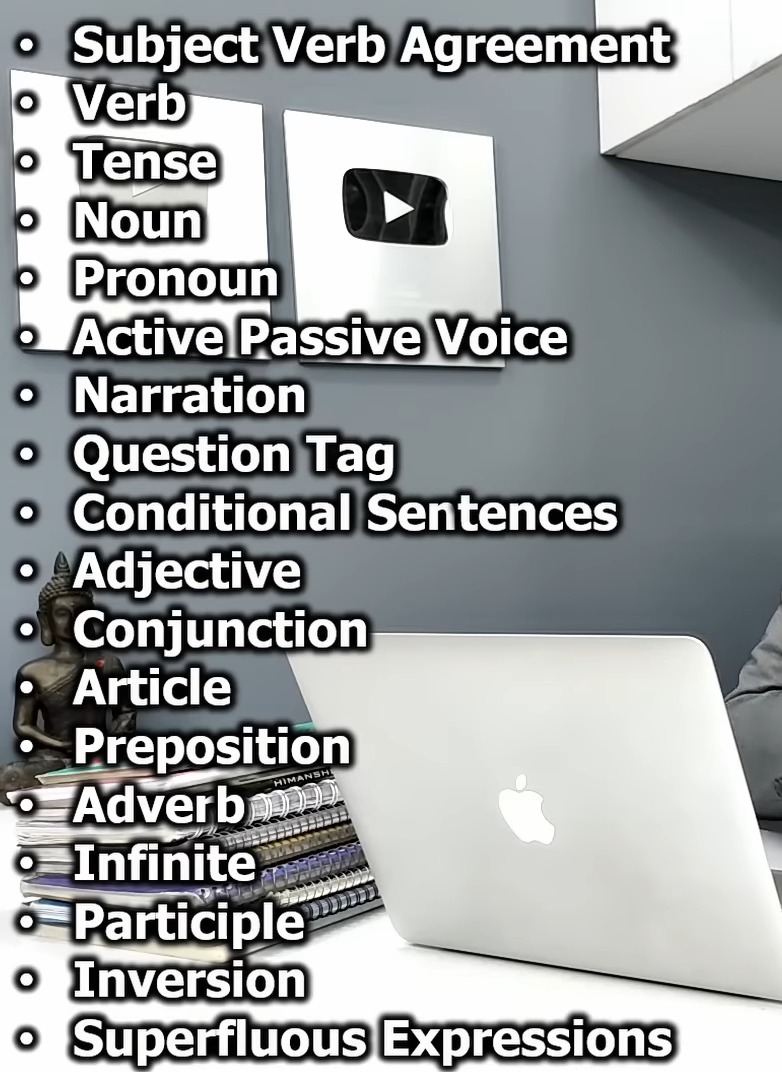 • Subject Verb Agreement
• Verb
• Tense
• Noun
• Pronoun
• Active Passive Voice
• Narration
• Question Tag
• Conditional Sentences
• Adjective
• Conjunction
• Article
• Preposition
HIMANSH
• Adverb
• Infinite
• Participle
• Inversion
• Superfluous Expressions